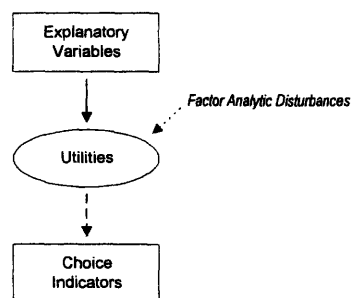 Explanatory
Variables
Factor Analytic Disturbances
Utilities
Choice
Indicators